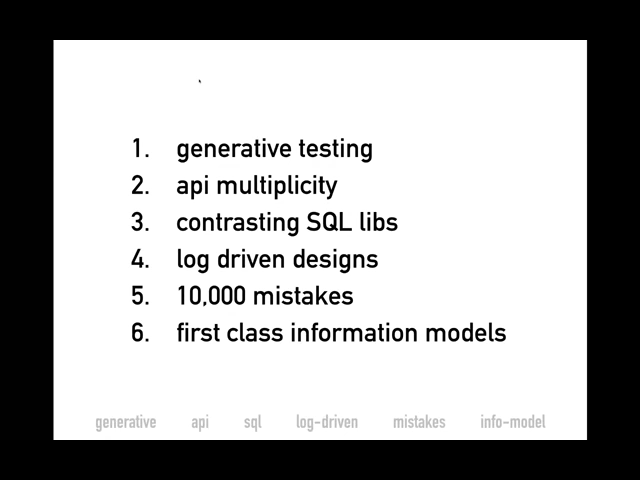 1. generative testing
2. api multiplicity
3. contrasting SQL libs
4. log driven designs
5. 10,000 mistakes
6. first class information models
generative api sql log-driven mistakes info-model